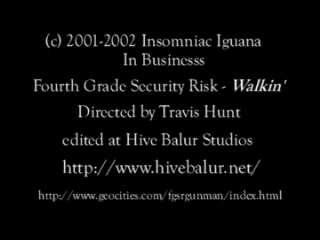 (c) 2001-2002 Insomniac Iguana
In Businesss
Fourth Grade Security Risk - Walkin'
Directed by Travis Hunt
edited at Hive Balur Studios
http://www.hivebalur.net/
http://www.geocities.com/fgsrgunman/index.html